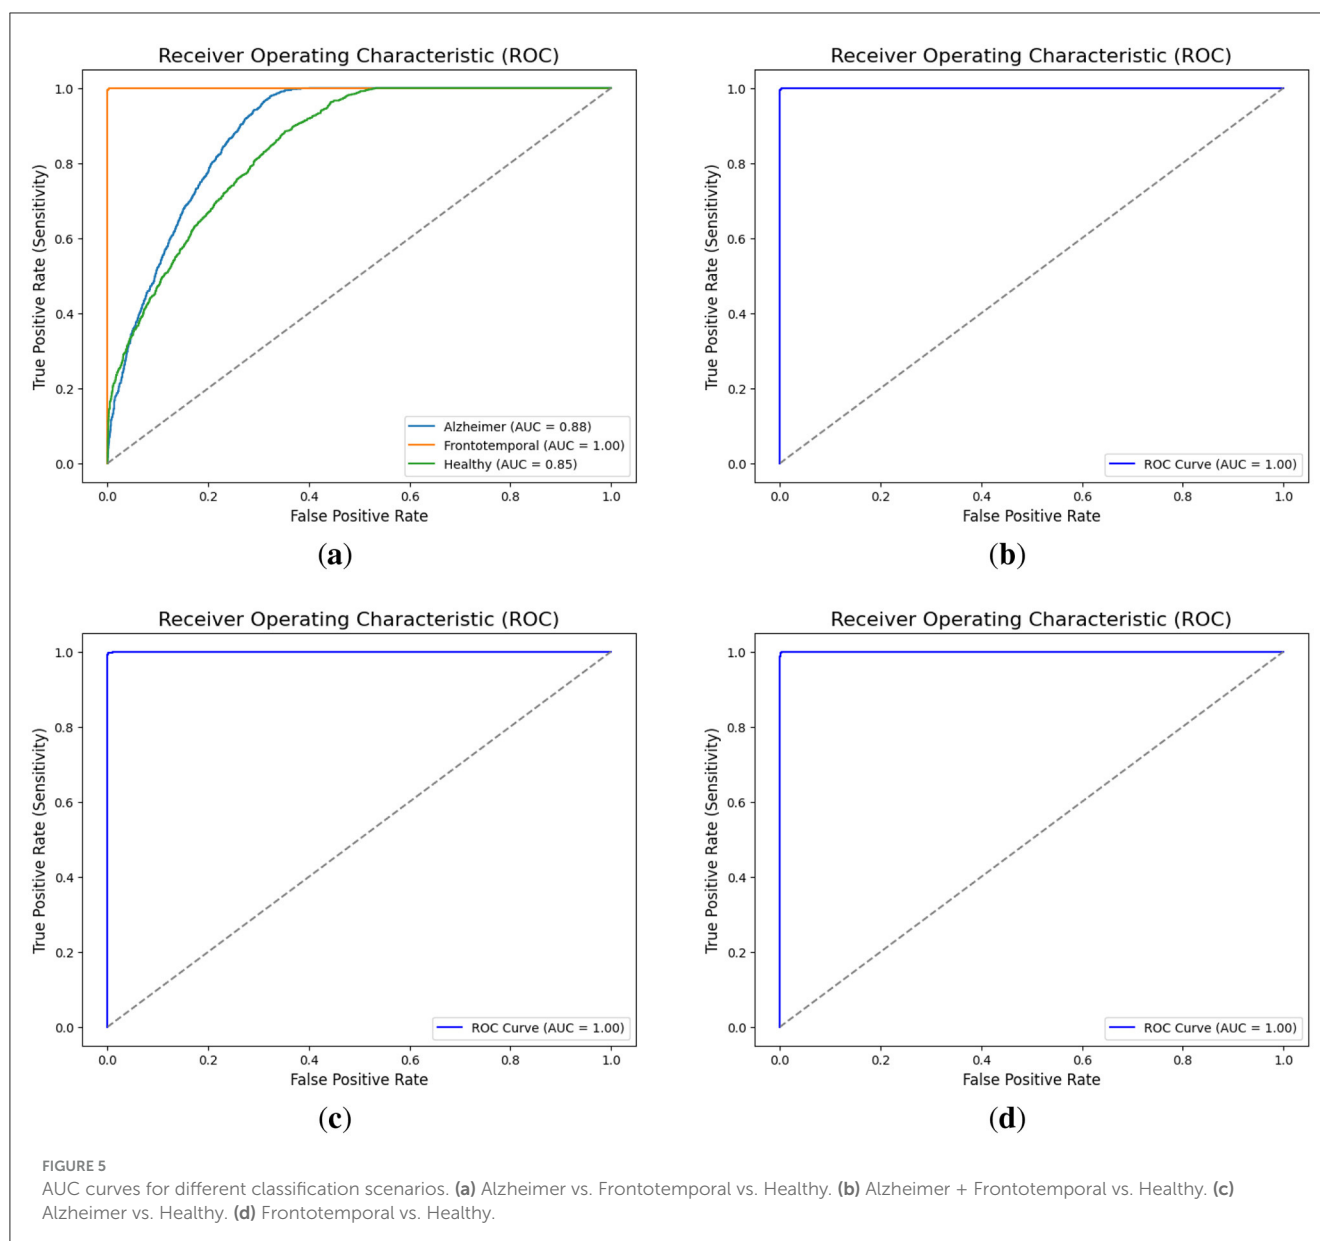 Receiver Operating Characteristic (ROC)
True Positive Rate (Sensitivity)
1.0
0.8
0.6
0.4
0.2
0.0
Alzheimer (AUC = 0.88)
Frontotemporal (AUC = 1.00)
Healthy (AUC = 0.85)
0.0 0.2 0.4 0.6 0.8 1.0
False Positive Rate
(a)
Receiver Operating Characteristic (ROC)
True Positive Rate (Sensitivity)
1.0
0.8
0.6
0.4
0.2
0.0
ROC Curve (AUC = 1.00)
0.0 0.2 0.4 0.6 0.8 1.0
False Positive Rate
(b)
Receiver Operating Characteristic (ROC)
True Positive Rate (Sensitivity)
1.0
0.8
0.6
0.4
0.2
0.0
ROC Curve (AUC = 1.00)
0.0 0.2 0.4 0.6 0.8 1.0
False Positive Rate
(c)
Receiver Operating Characteristic (ROC)
True Positive Rate (Sensitivity)
1.0
0.8
0.6
0.4
0.2
0.0
ROC Curve (AUC = 1.00)
0.0 0.2 0.4 0.6 0.8 1.0
False Positive Rate
(d)
FIGURE 5
AUC curves for different classification scenarios. (a) Alzheimer vs. Frontotemporal vs. Healthy. (b) Alzheimer + Frontotemporal vs. Healthy. (c)
Alzheimer vs. Healthy. (d) Frontotemporal vs. Healthy.